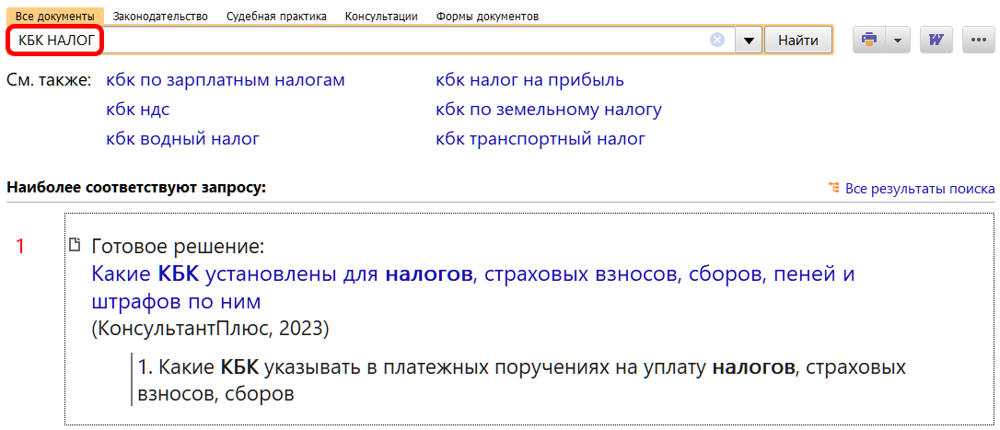 Все документы Законодательство Судебная практика Консультации Формы документов
КБК НАЛОГ Найти
См. также: кбк по зарплатным налогам кбк налог на прибыль
кбк ндс кбк по земельному налогу
кбк водный налог кбк транспортный налог
Наиболее соответствуют запросу: Все результаты поиска
1 Готовое решение:
Какие КБК установлены для налогов, страховых взносов, сборов, пеней и
штрафов по ним
(КонсультантПлюс, 2023)
1. Какие КБК указывать в платежных поручениях на уплату налогов, страховых
взносов, сборов